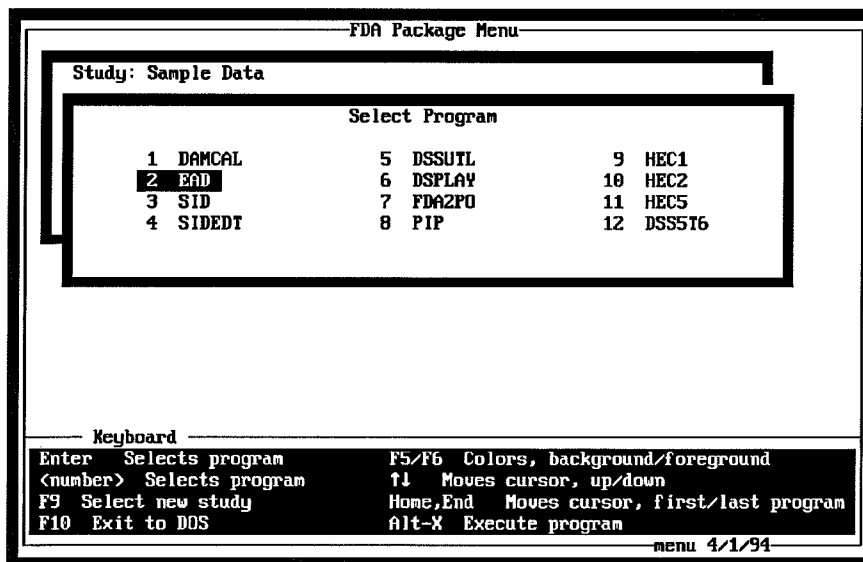 FDA Package Menu
Study: Sample Data
Select Program
1 DAMCAL 5 DSSUTL 9 HEC1
2 EAD 6 DSPLAY 10 HEC2
3 SID 7 FDA2PO 11 HEC5
4 SIDEDT 8 PIP 12 DSS5T6
Keyboard
Enter Selects program F5/F6 Colors, background/foreground
<number> Selects program ↑↓ Moves cursor, up/down
F9 Select new study Home,End Moves cursor, first/last program
F10 Exit to DOS Alt-X Execute program
menu 4/1/94